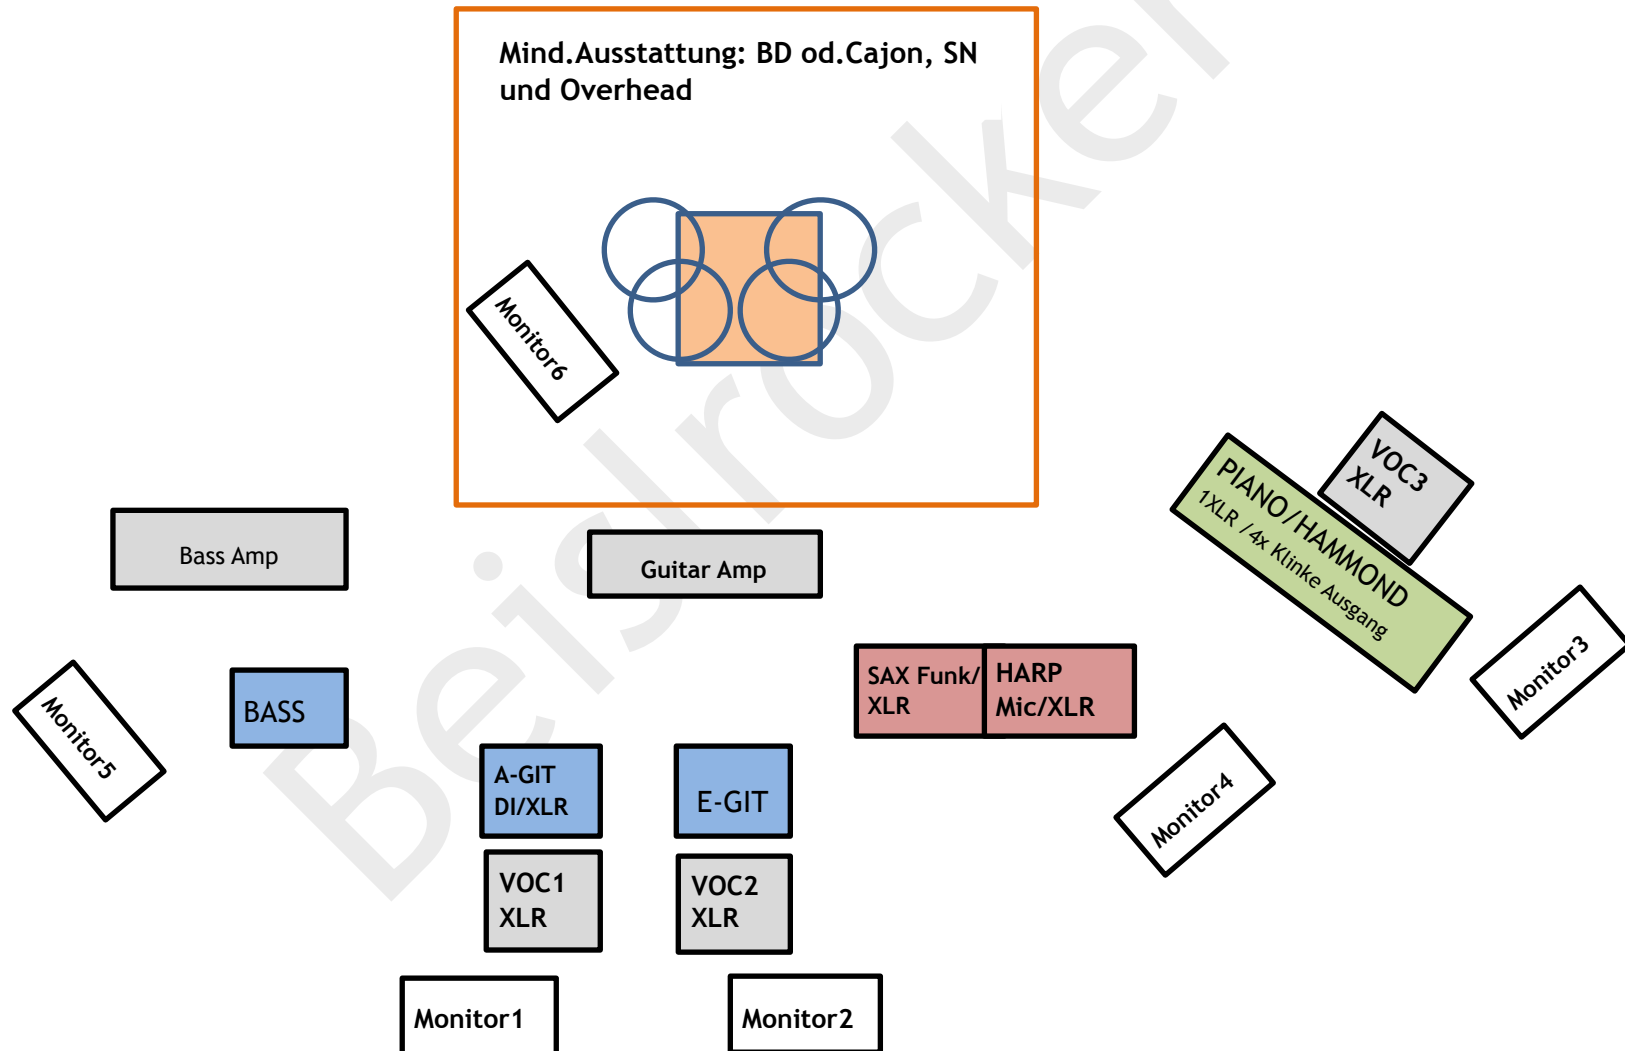 Mind.Ausstattung: BD od.Cajon, SN
und Overhead
Monitor6
VOC3
XLR
PIANO/HAMMOND
1XLR /4x Klinke Ausgang
Bass Amp
Guitar Amp
Monitor3
SAX Funk/
XLR
HARP
Mic/XLR
Monitor5
BASS
Monitor4
A-GIT
DI/XLR
E-GIT
VOC1
XLR
VOC2
XLR
Monitor1
Monitor2
Beislrocker